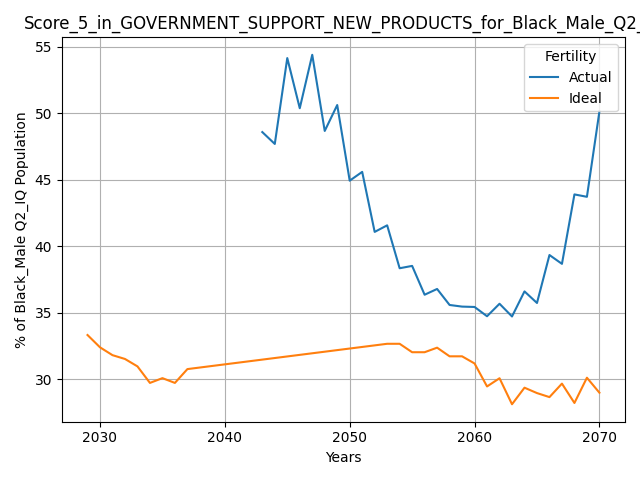 Score_5_in_GOVERNMENT_SUPPORT_NEW_PRODUCTS_for_Black_Male_Q2_
Fertility
Actual
Ideal
% of Black_Male Q2_IQ Population
55
50
45
40
35
30
2030 2040 2050 2060 2070
Years